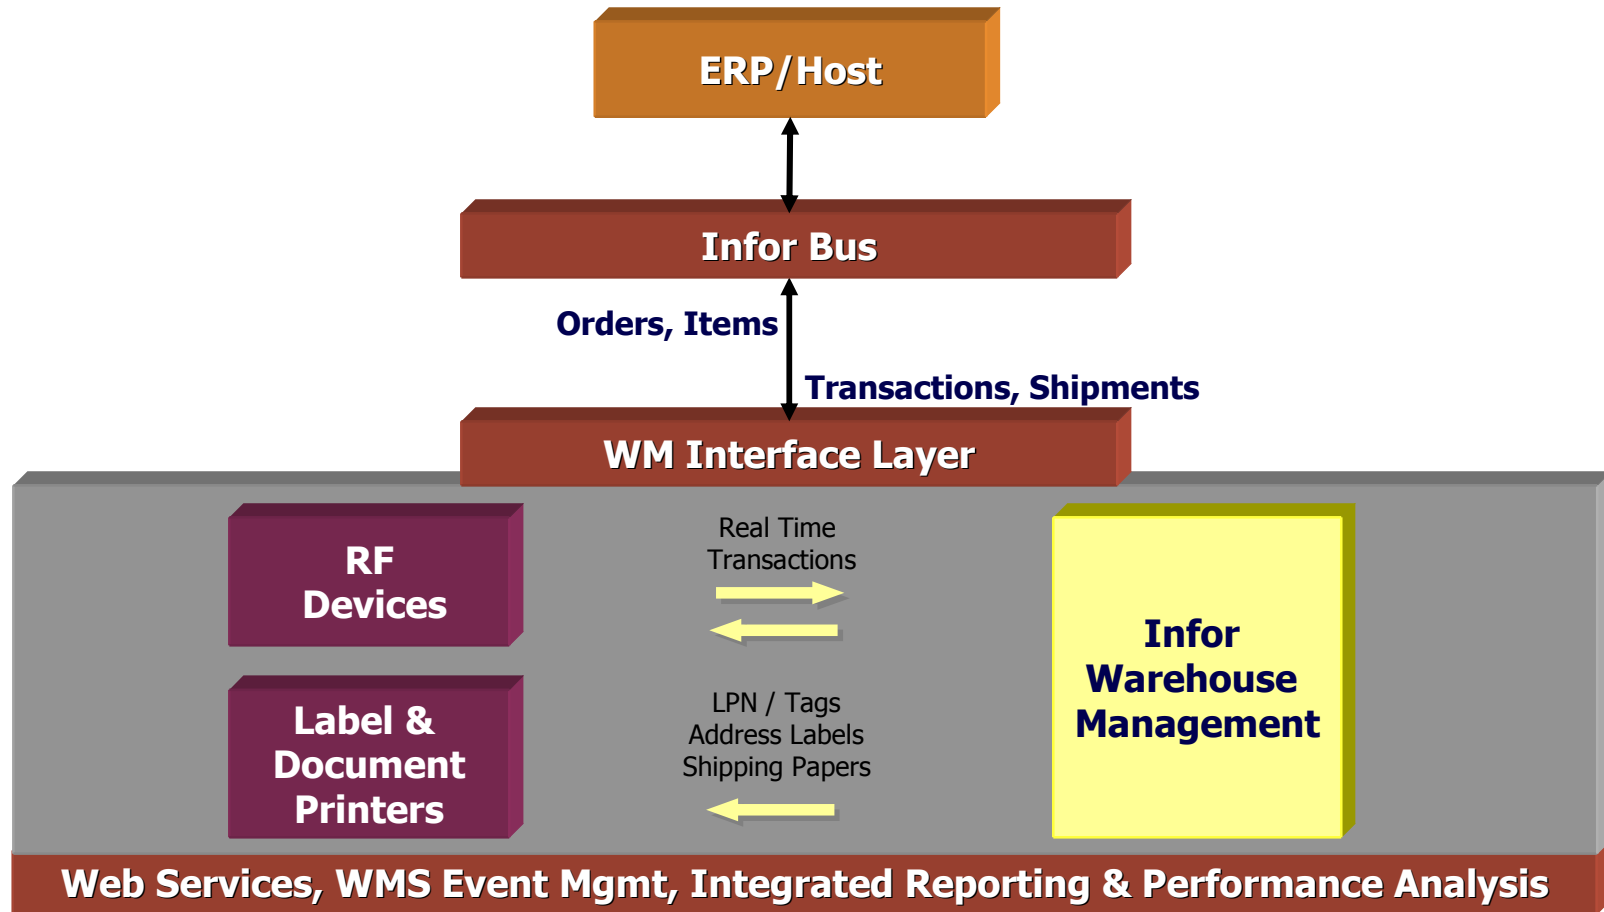 ERP/Host
Infor Bus
Orders, Items
Transactions, Shipments
WM Interface Layer
RF
Devices
Real Time
Transactions
Label &
Document
Printers
LPN / Tags
Address Labels
Shipping Papers
Infor
Warehouse
Management
Web Services, WMS Event Mgmt, Integrated Reporting & Performance Analysis